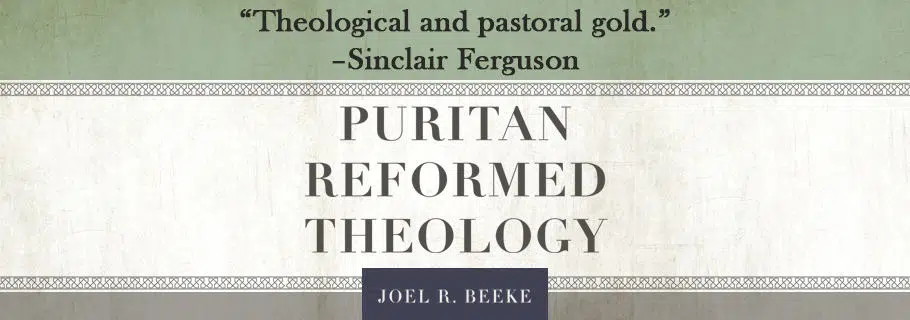 “Theological and pastoral gold.”
–Sinclair Ferguson
PURITAN
REFORMED
THEOLOGY
JOEL R. BEEKE